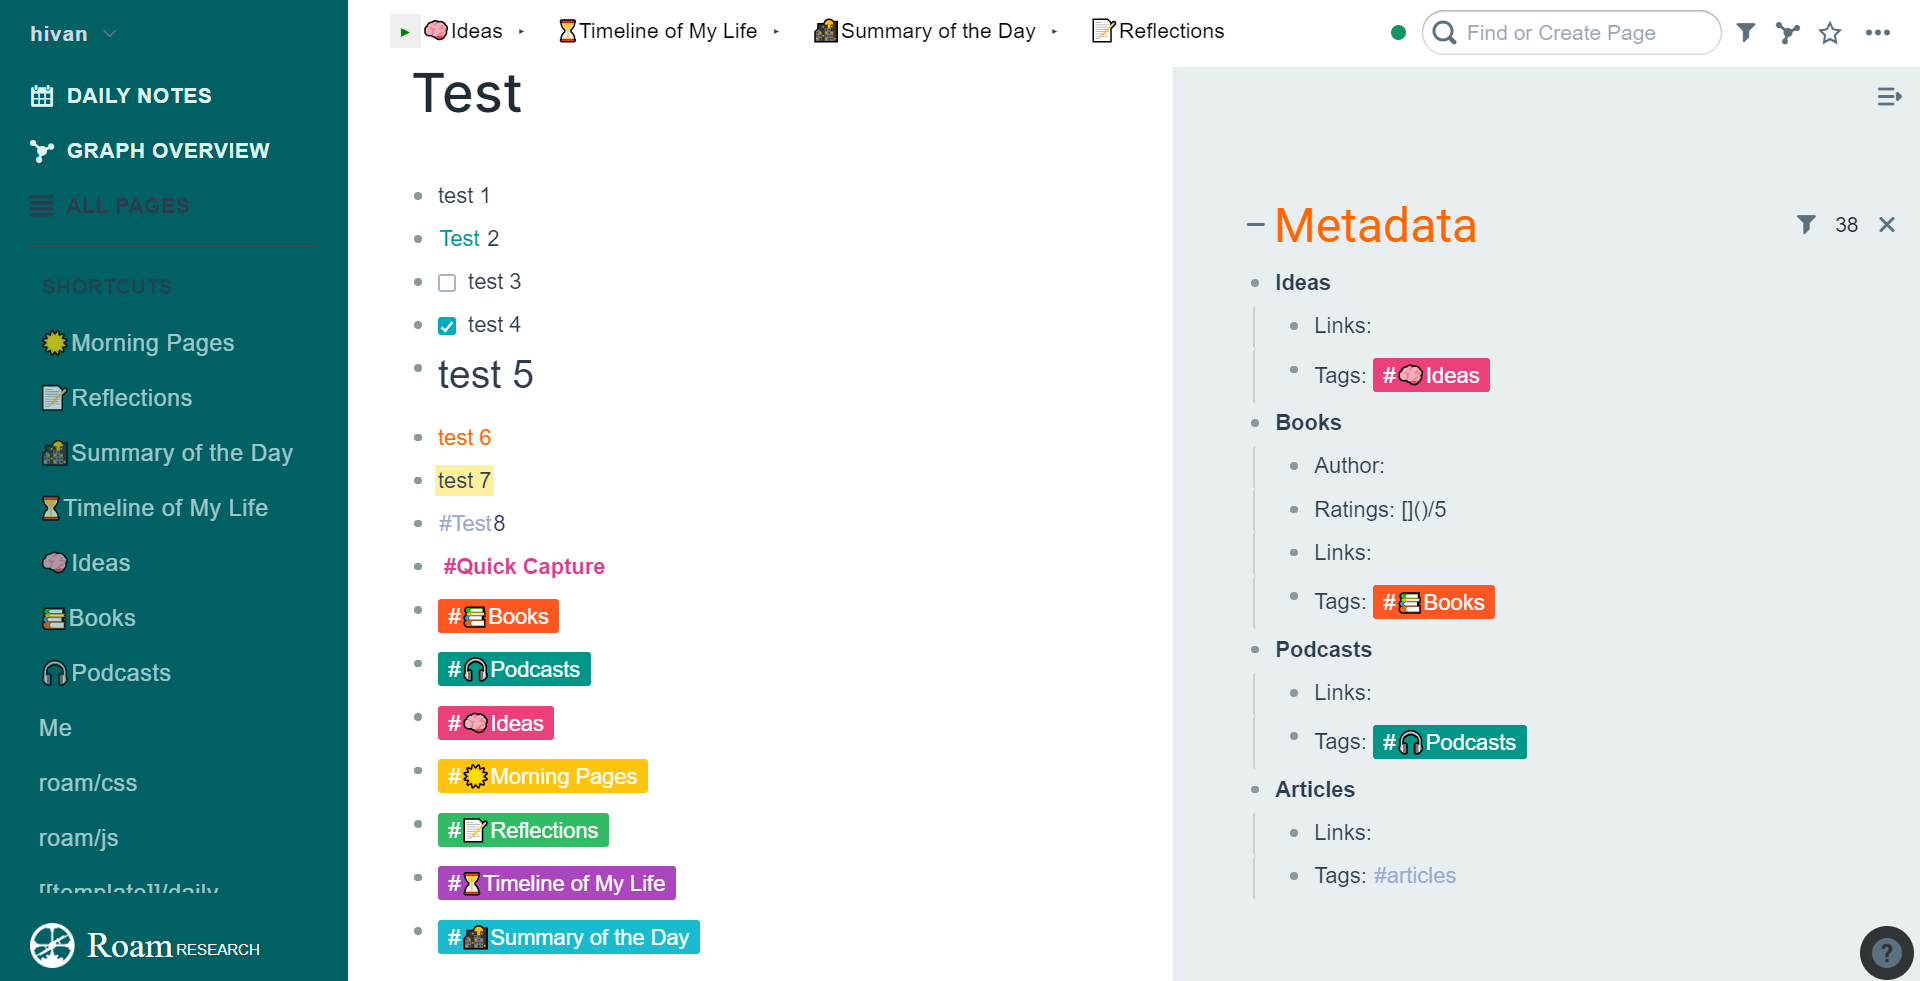 hivan
DAILY NOTES
GRAPH OVERVIEW
ALL PAGES
SHORTCUTS
Morning Pages
Reflections
Summary of the Day
Timeline of My Life
Ideas
Books
Podcasts
Me
roam/css
roam/js
[[template]]/daily
Roam RESEARCH
Ideas Timeline of My Life Summary of the Day Reflections
Find or Create Page
Test
test 1
Test 2
test 3
test 4
test 5
test 6
test 7
#Test8
#Quick Capture
#📚Books
#🎧Podcasts
#🧠Ideas
#Morning Pages
#📝Reflections
#⏳Timeline of My Life
#Summary of the Day
Metadata 38
Ideas
Links:
Tags: #🧠Ideas
Books
Author:
Ratings: []()/5
Links:
Tags: #📚Books
Podcasts
Links:
Tags: #🎧Podcasts
Articles
Links:
Tags: #articles
?